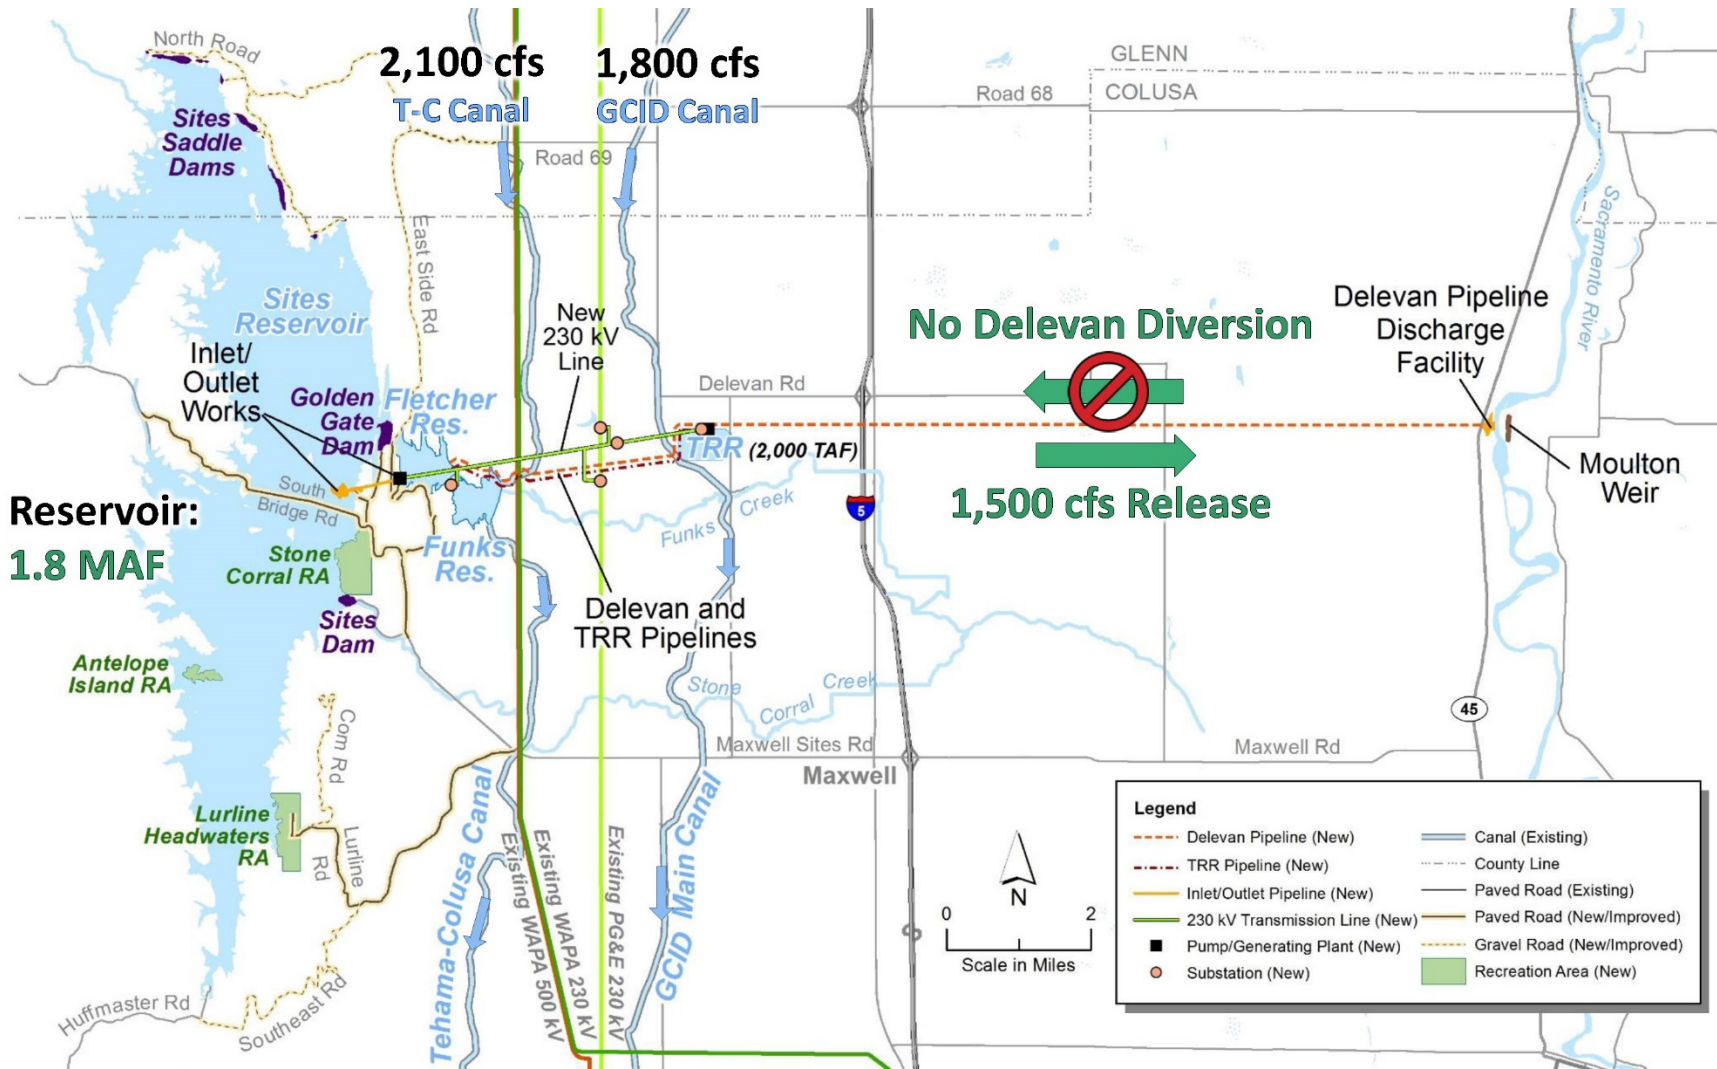 North Road
2,100 cfs
T-C Canal
1,800 cfs
GCID Canal
GLENN
COLUSA
Road 68
Road 69
Sites
Saddle
Dams
East Side Rd
Sacramento River
Sites
Reservoir
New
230 kV
Line
No Delevan Diversion
Delevan Pipeline
Discharge
Facility
Inlet/
Outlet
Works
Golden
Gate
Dam
Fletcher
Res.
Delevan Rd
TRR (2,000 TAF)
Moulton
Weir
South
Bridge Rd
Reservoir:
1.8 MAF
5
1,500 cfs Release
Funks Creek
Stone
Corral RA
Funks
Res.
Sites
Dam
Delevan and
TRR Pipelines
Antelope
Island RA
Stone Corral Creek
45
Com Rd
Maxwell Sites Rd
Maxwell Rd
Maxwell
Lurline
Headwaters
RA
Lurline Rd
Tehama-Colusa Canal
Existing WAPA 500 kV
Existing WAPA 230 kV
Existing PG&E 230 kV
GCID Main Canal
Huffmaster Rd
Southeast Rd
N
0 2
Scale in Miles
Legend
Delevan Pipeline (New)
TRR Pipeline (New)
Inlet/Outlet Pipeline (New)
230 kV Transmission Line (New)
Pump/Generating Plant (New)
Substation (New)
Canal (Existing)
County Line
Paved Road (Existing)
Paved Road (New/Improved)
Gravel Road (New/Improved)
Recreation Area (New)